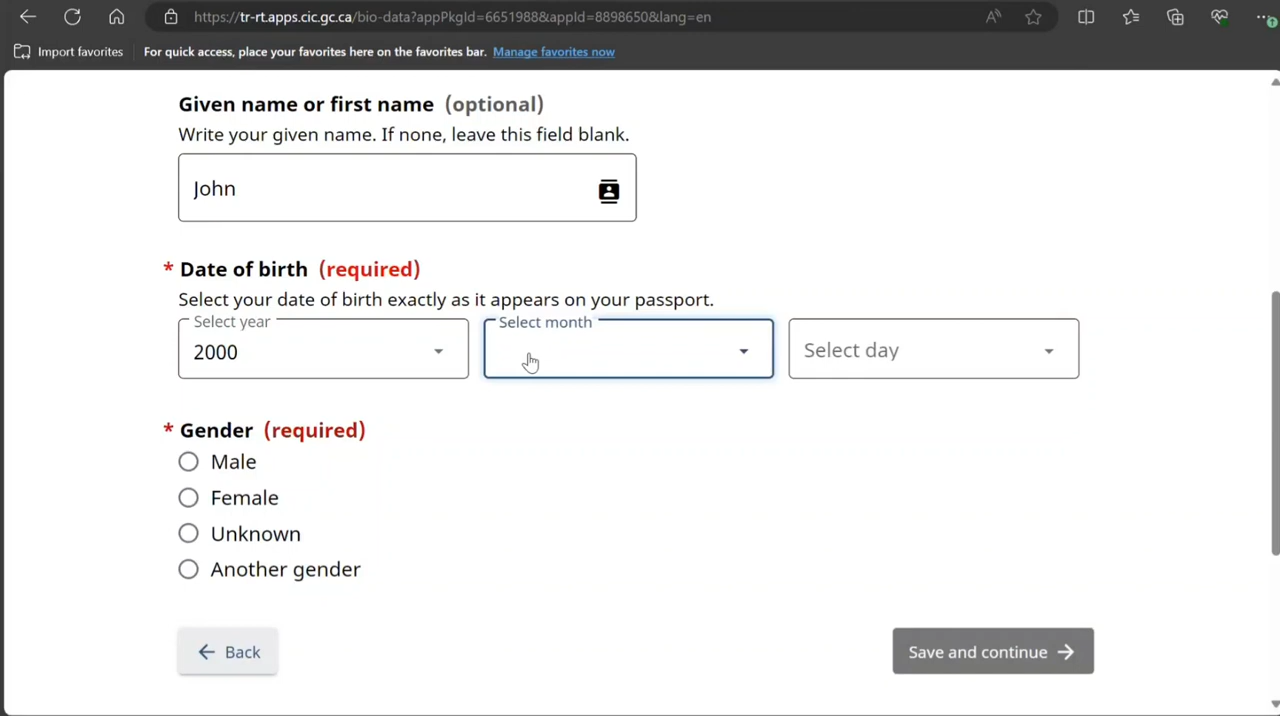 https://tr-rt.apps.cic.gc.ca/bio-data?appPkgId=6651988&appId=8898650&lang=en
Import favorites
For quick access, place your favorites here on the favorites bar. Manage favorites now
Given name or first name (optional)
Write your given name. If none, leave this field blank.
John
* Date of birth (required)
Select your date of birth exactly as it appears on your passport.
Select year
2000
Select month
Select day
* Gender (required)
Male
Female
Unknown
Another gender
Back
Save and continue